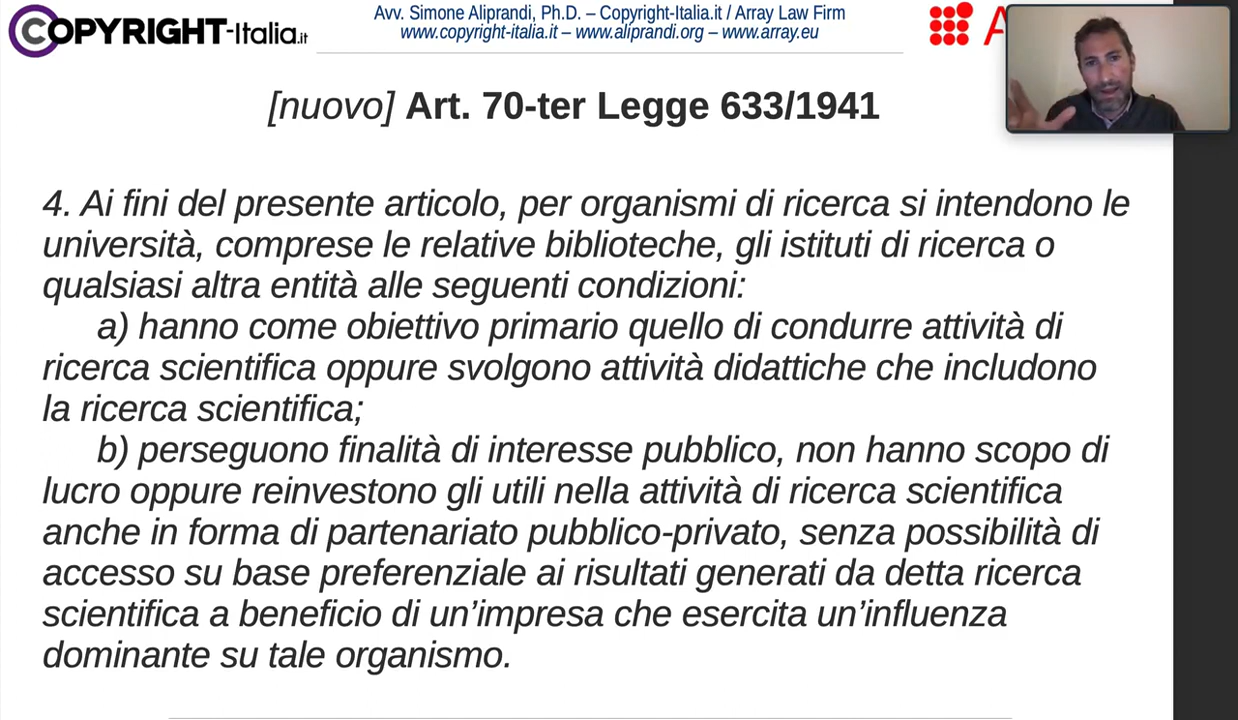 COPYRIGHT-Italia.it
Avv. Simone Aliprandi, Ph.D. – Copyright-Italia.it / Array Law Firm
www.copyright-italia.it – www.aliprandi.org – www.array.eu
A
[nuovo] Art. 70-ter Legge 633/1941
4. Ai fini del presente articolo, per organismi di ricerca si intendono le
università, comprese le relative biblioteche, gli istituti di ricerca o
qualsiasi altra entità alle seguenti condizioni:
a) hanno come obiettivo primario quello di condurre attività di
ricerca scientifica oppure svolgono attività didattiche che includono
la ricerca scientifica;
b) perseguono finalità di interesse pubblico, non hanno scopo di
lucro oppure reinvestono gli utili nella attività di ricerca scientifica
anche in forma di partenariato pubblico-privato, senza possibilità di
accesso su base preferenziale ai risultati generati da detta ricerca
scientifica a beneficio di un’impresa che esercita un’influenza
dominante su tale organismo.